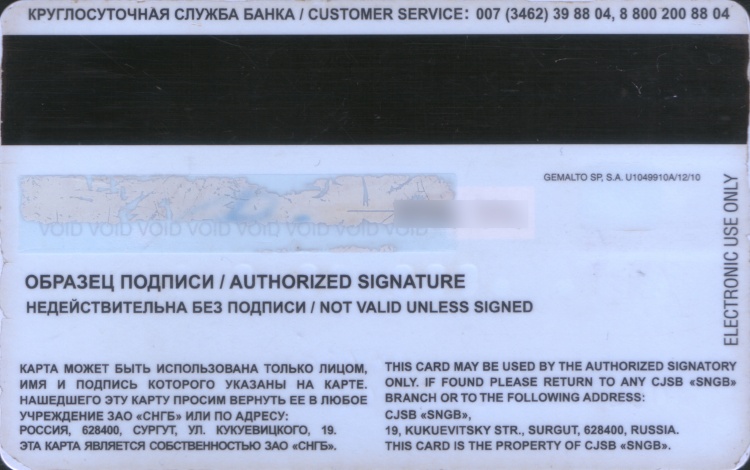 КРУГЛОСУТОЧНАЯ СЛУЖБА БАНКА / CUSTOMER SERVICE: 007 (3462) 39 88 04, 8 800 200 88 04
GEMALTO SP, S.A. U1049910A/12/10
VOID VOID VOID VOID VOID VOID VOID VOID
ELECTRONIC USE ONLY
ОБРАЗЕЦ ПОДПИСИ / AUTHORIZED SIGNATURE
НЕДЕЙСТВИТЕЛЬНА БЕЗ ПОДПИСИ / NOT VALID UNLESS SIGNED
КАРТА МОЖЕТ БЫТЬ ИСПОЛЬЗОВАНА ТОЛЬКО ЛИЦОМ,
ИМЯ И ПОДПИСЬ КОТОРОГО УКАЗАНЫ НА КАРТЕ.
НАШЕДШЕГО ЭТУ КАРТУ ПРОСИМ ВЕРНУТЬ ЕЕ В ЛЮБОЕ
УЧРЕЖДЕНИЕ ЗАО «СНГБ» ИЛИ ПО АДРЕСУ:
РОССИЯ, 628400, СУРГУТ, УЛ. КУКУЕВИЦКОГО, 19.
ЭТА КАРТА ЯВЛЯЕТСЯ СОБСТВЕННОСТЬЮ ЗАО «СНГБ».
THIS CARD MAY BE USED BY THE AUTHORIZED SIGNATORY
ONLY. IF FOUND PLEASE RETURN TO ANY CJSB «SNGB»
BRANCH OR TO THE FOLLOWING ADDRESS:
CJSB «SNGB»,
19, KUKUEVITSKY STR., SURGUT, 628400, RUSSIA.
THIS CARD IS THE PROPERTY OF CJSB «SNGB».